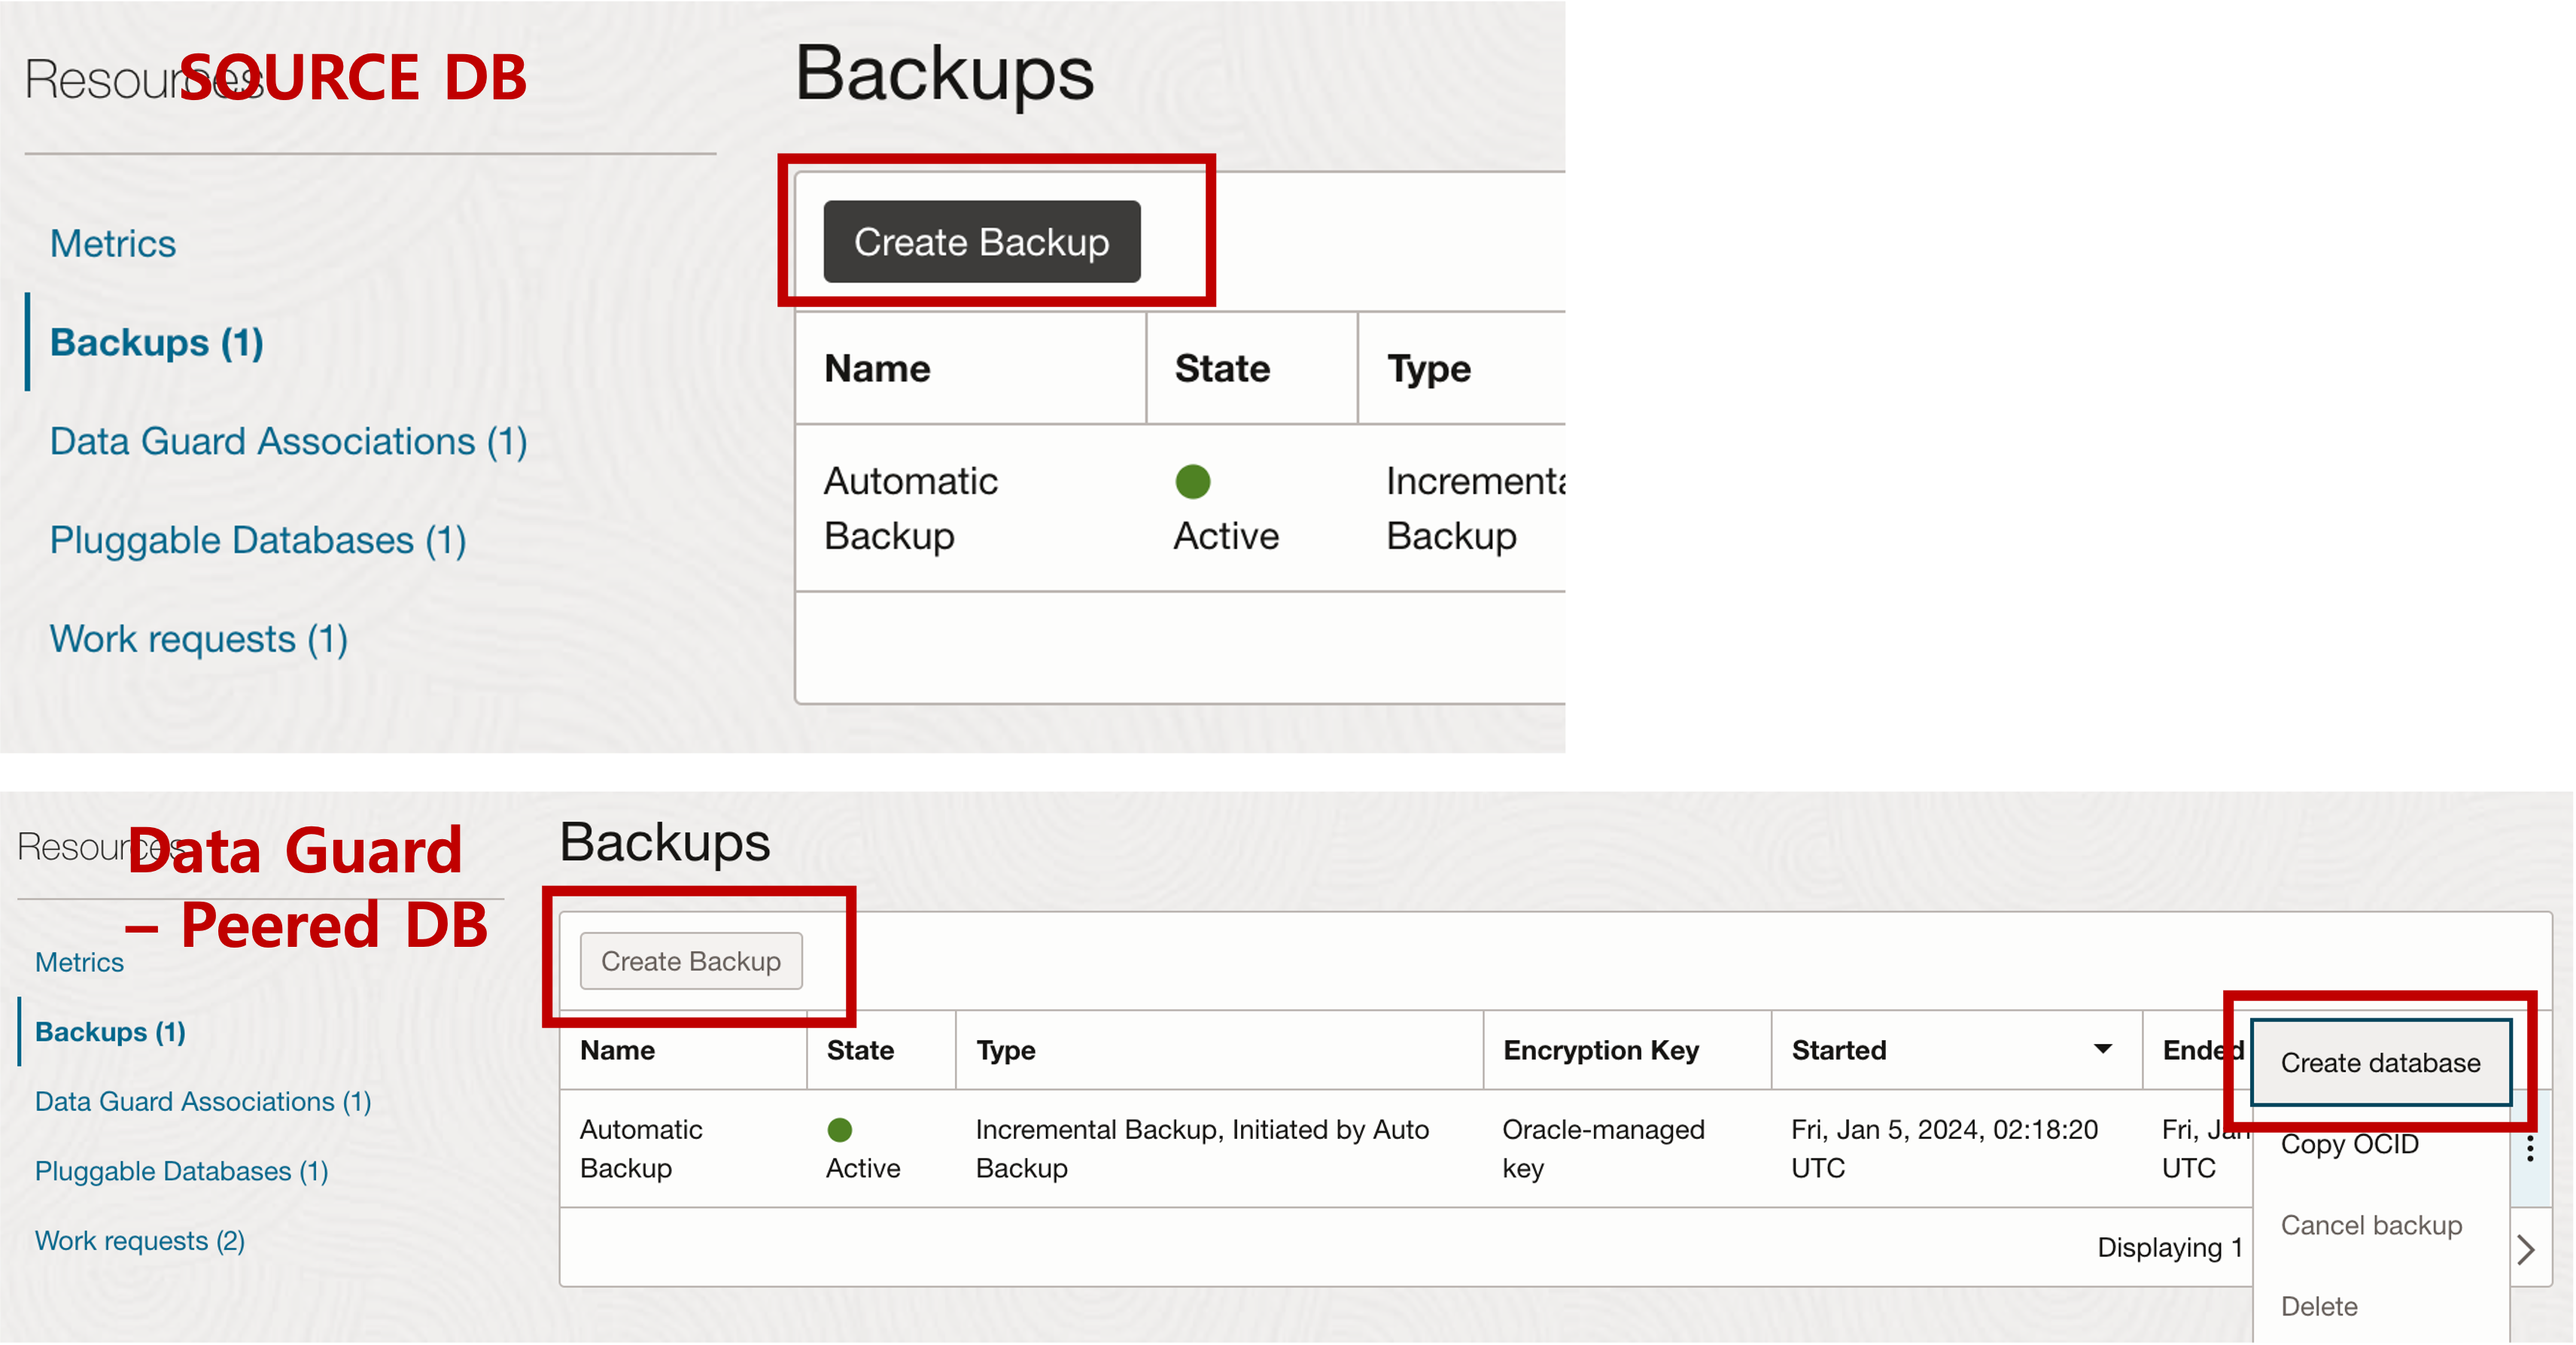 Resources
SOURCE DB
Backups
Create Backup
Metrics
Backups (1)
Data Guard Associations (1)
Pluggable Databases (1)
Work requests (1)
Name State Type
Automatic Backup
Active
Incrementa
Backup
Resources
Data Guard
– Peered DB
Backups
Create Backup
Metrics
Backups (1)
Data Guard Associations (1)
Pluggable Databases (1)
Work requests (2)
Name State Type Encryption Key Started Ended
Automatic
Backup
Active
Incremental Backup, Initiated by Auto
Backup
Oracle-managed
key
Fri, Jan 5, 2024, 02:18:20
UTC
Fri, Jan
UTC
Displaying 1
Create database
Copy OCID
Cancel backup
Delete